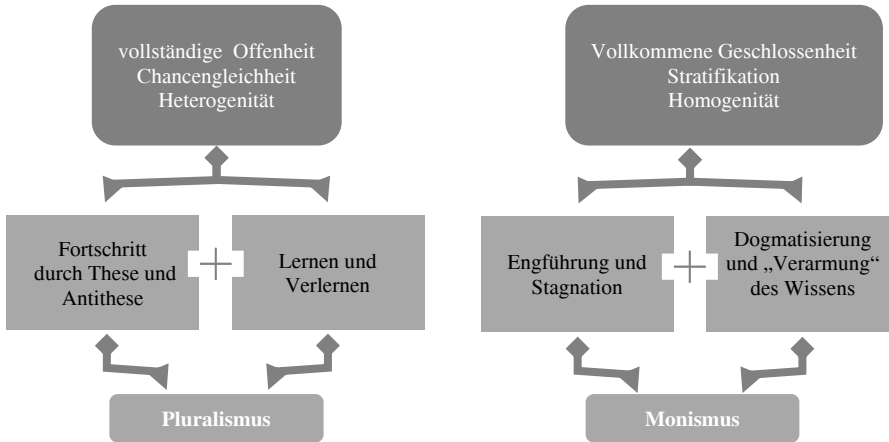 vollständige Offenheit
Chancengleichheit
Heterogenität
Fortschritt
durch These und
Antithese
+
Lernen und
Verlernen
Pluralismus
Vollkommene Geschlossenheit
Stratifikation
Homogenität
Engführung und
Stagnation
+
Dogmatisierung
und „Verarmung“
des Wissens
Monismus